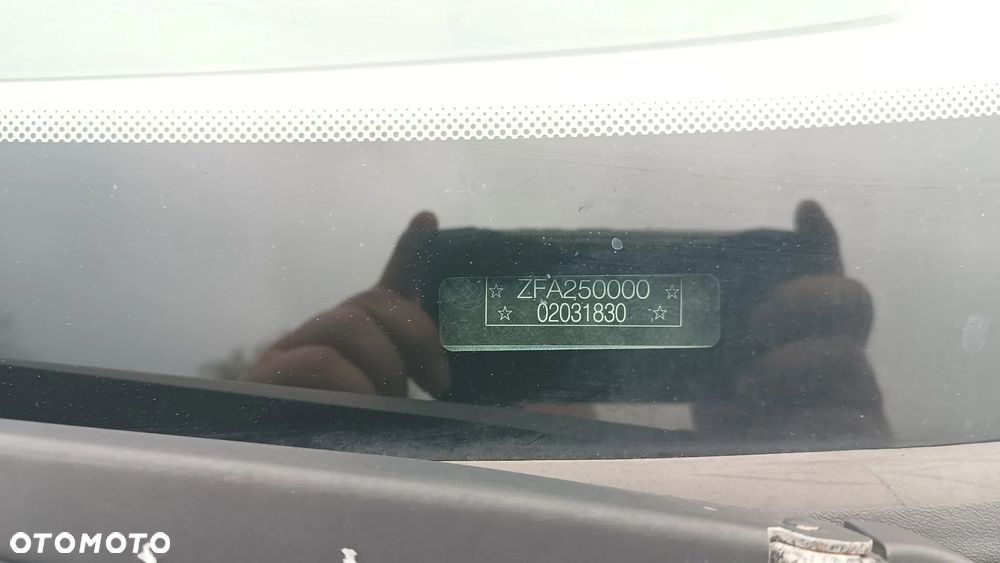 ☆ ZFA250000 ☆
☆ 02031830 ☆
OTOMOTO